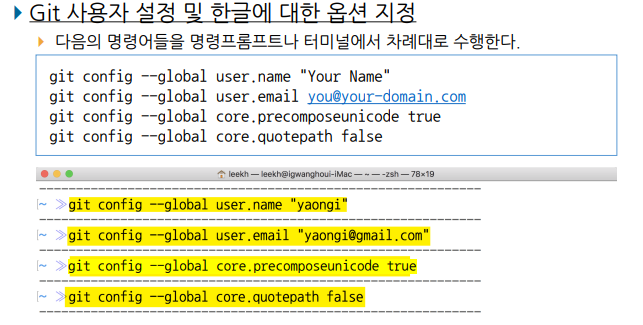 Git 사용자 설정 및 한글에 대한 옵션 지정
다음의 명령어들을 명령프롬프트나 터미널에서 차례대로 수행한다.
git config --global user.name "Your Name"
git config --global user.email you@your-domain.com
git config --global core.precomposeunicode true
git config --global core.quotepath false
leekh — leekh@igwanghoui-iMac — ~ — -zsh — 78×19
~ ≫git config --global user.name "yaongi"
~ ≫git config --global user.email "yaongi@gmail.com"
~ ≫git config --global core.precomposeunicode true
~ ≫git config --global core.quotepath false